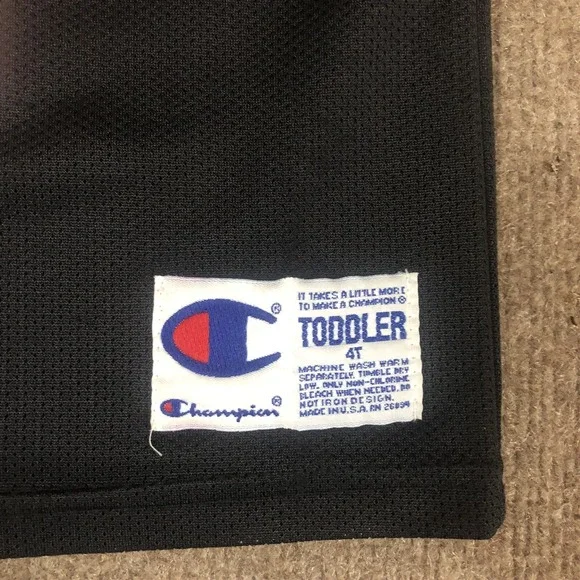 IT TAKES A LITTLE MORE
TO MAKE A CHAMPION ®
TODDLER
4T
MACHINE WASH WARM
SEPARATELY. TUMBLE DRY
LOW. ONLY NON-CHLORINE
BLEACH WHEN NEEDED. DO
NOT IRON DESIGN.
MADE IN U.S.A. RN 26094
®
Champion